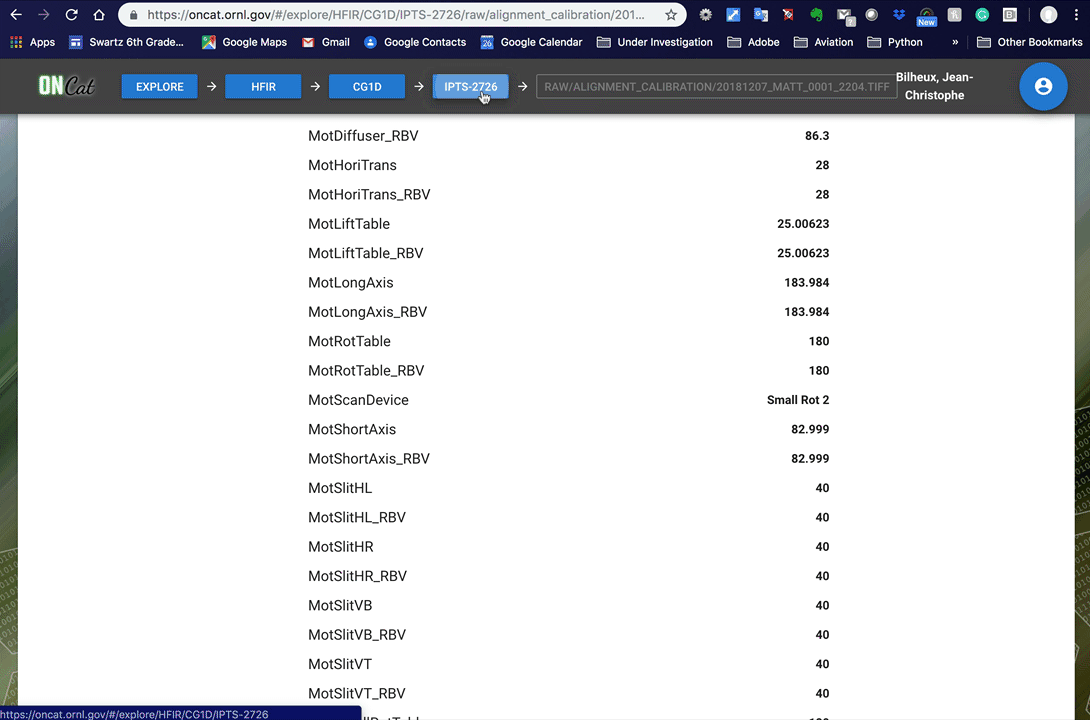 https://oncat.ornl.gov/#/explore/HFIR/CG1D/IPTS-2726/raw/alignment_calibration/201...
New
Apps Swartz 6th Grade... Google Maps Gmail Google Contacts 26 Google Calendar Under Investigation Adobe Aviation Python » Other Bookmarks
ONCat EXPLORE → HFIR → CG1D → IPTS-2726 → RAW/ALIGNMENT_CALIBRATION/20181207_MATT_0001_2204.TIFF Bilheux, Jean-
Christophe
MotDiffuser_RBV 86.3
MotHoriTrans 28
MotHoriTrans_RBV 28
MotLiftTable 25.00623
MotLiftTable_RBV 25.00623
MotLongAxis 183.984
MotLongAxis_RBV 183.984
MotRotTable 180
MotRotTable_RBV 180
MotScanDevice Small Rot 2
MotShortAxis 82.999
MotShortAxis_RBV 82.999
MotSlitHL 40
MotSlitHL_RBV 40
MotSlitHR 40
MotSlitHR_RBV 40
MotSlitVB 40
MotSlitVB_RBV 40
MotSlitVT 40
MotSlitVT_RBV 40
https://oncat.ornl.gov/#/explore/HFIR/CG1D/IPTS-2726